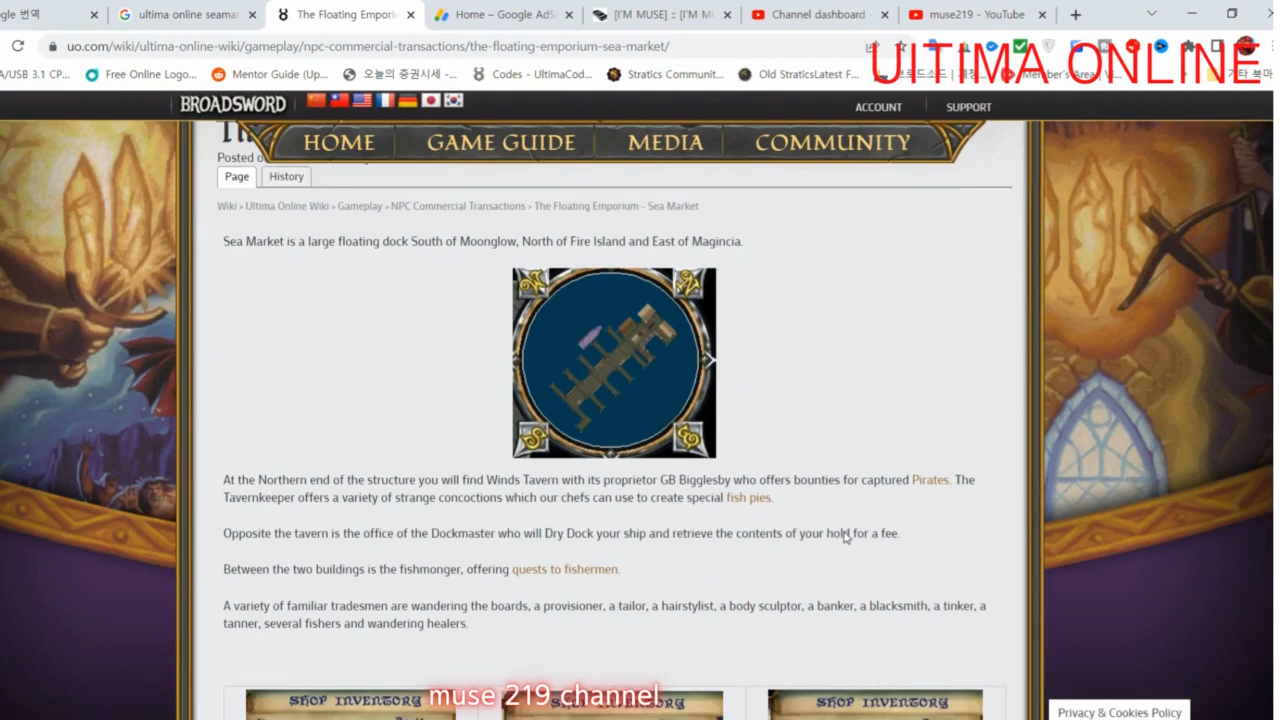 gle 번역
ultima online seamar
The Floating Emporiu
Home – Google AdS
[I'M MUSE] :: [I'M M
Channel dashboard -
muse219 - YouTube
uo.com/wiki/ultima-online-wiki/gameplay/npc-commercial-transactions/the-floating-emporium-sea-market/
UITIMA ONLINE
A/USB 3.1 CP...
Free Online Logo...
Mentor Guide (Up...
오늘의 증권시세 -...
Codes - UltimaCod...
Stratics Communit...
Old StraticsLatest F...
BROADSWORD
ACCOUNT
SUPPORT
HOME
GAME GUIDE
MEDIA
COMMUNITY
Posted o
Page
History
Wiki » Ultima Online Wiki » Gameplay » NPC Commercial Transactions » The Floating Emporium – Sea Market
Sea Market is a large floating dock South of Moonglow, North of Fire Island and East of Magincia.
At the Northern end of the structure you will find Winds Tavern with its proprietor GB Bigglesby who offers bounties for captured Pirates. The
Tavernkeeper offers a variety of strange concoctions which our chefs can use to create special fish pies.
Opposite the tavern is the office of the Dockmaster who will Dry Dock your ship and retrieve the contents of your hold for a fee.
Between the two buildings is the fishmonger, offering quests to fishermen.
A variety of familiar tradesmen are wandering the boards, a provisioner, a tailor, a hairstylist, a body sculptor, a banker, a blacksmith, a tinker, a
tanner, several fishers and wandering healers.
SHOP INVENTORY
SHOP INVENTORY
muse 219 channel
Privacy & Cookies Policy